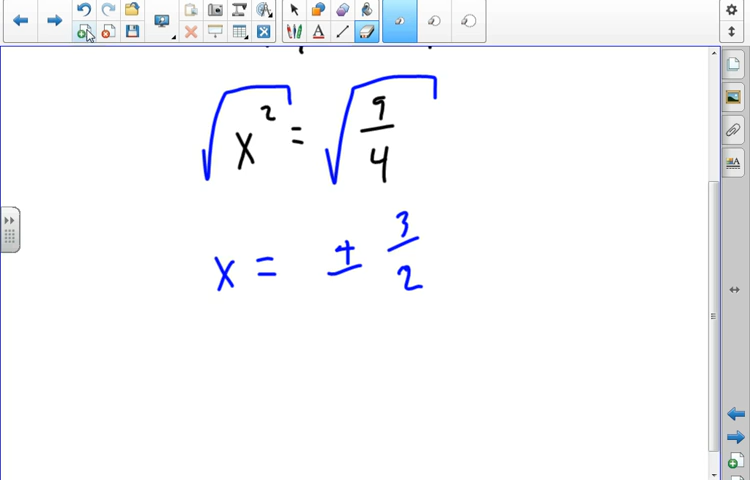 √x² = √9/4
x = ± 3/2